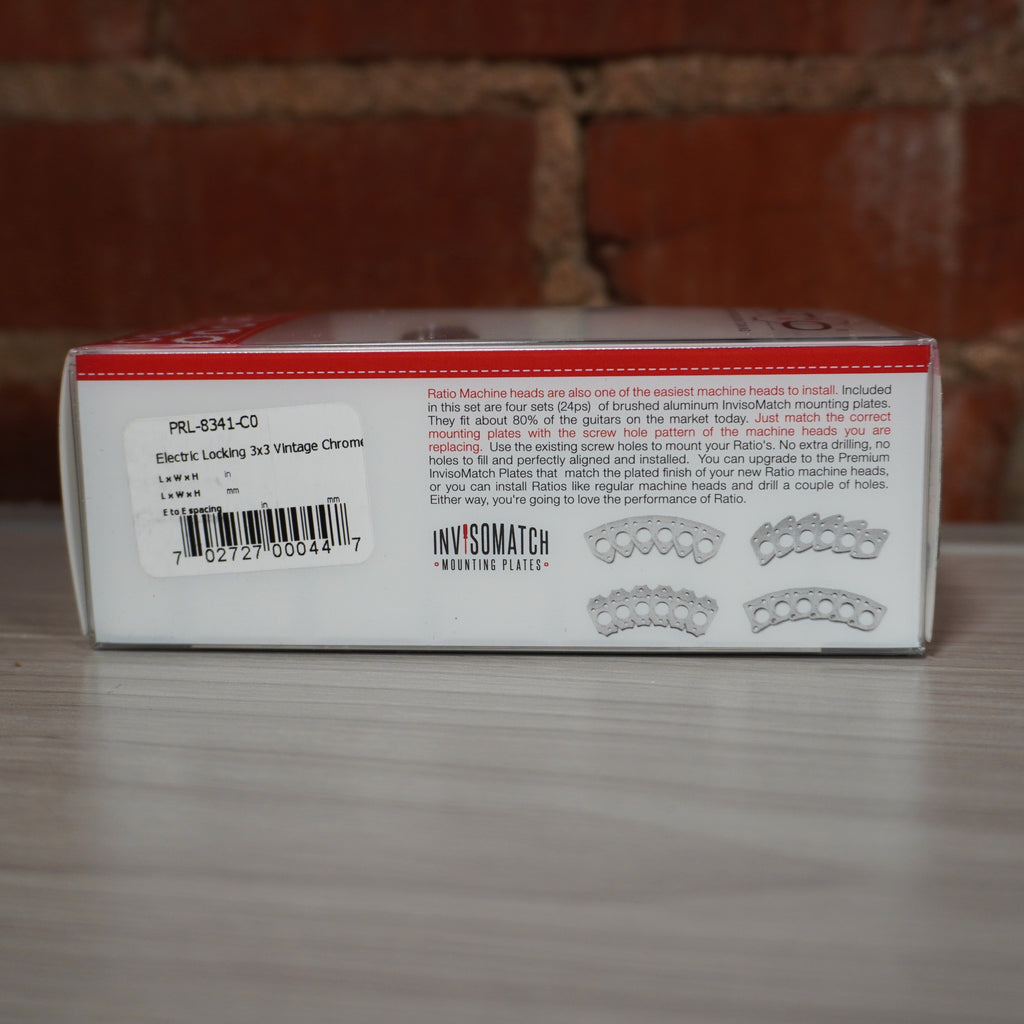 PRL-8341-C0
Electric Locking 3x3 Vintage Chrome
L x W x H in
L x W x H mm
E to E spacing in mm
7 02727 00044 7
Ratio Machine heads are also one of the easiest machine heads to install. Included
in this set are four sets (24ps) of brushed aluminum InvisoMatch mounting plates.
They fit about 80% of the guitars on the market today. Just match the correct
mounting plates with the screw hole pattern of the machine heads you are
replacing. Use the existing screw holes to mount your Ratio's. No extra drilling, no
holes to fill and perfectly aligned and installed. You can upgrade to the Premium
InvisoMatch Plates that match the plated finish of your new Ratio machine heads,
or you can install Ratios like regular machine heads and drill a couple of holes.
Either way, you're going to love the performance of Ratio.
INVISOMATCH
MOUNTING PLATES